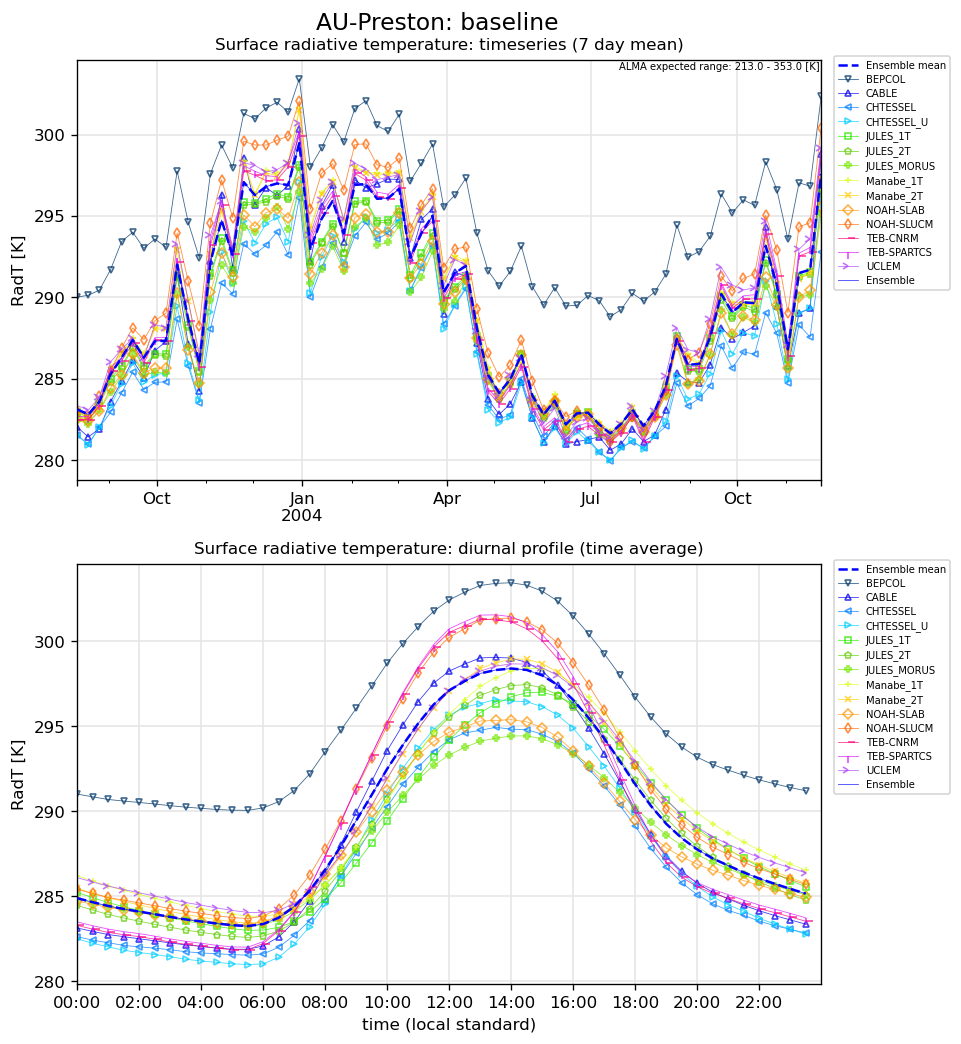 AU-Preston: baseline
Surface radiative temperature: timeseries (7 day mean)
ALMA expected range: 213.0 - 353.0 [K]
RadT [K]
300
295
290
285
280
Oct
Jan
2004
Apr
Jul
Oct
Ensemble mean
BEPCOL
CABLE
CHTESSEL
CHTESSEL_U
JULES_1T
JULES_2T
JULES_MORUS
Manabe_1T
Manabe_2T
NOAH-SLAB
NOAH-SLUCM
TEB-CNRM
TEB-SPARTCS
UCLEM
Ensemble
Surface radiative temperature: diurnal profile (time average)
RadT [K]
300
295
290
285
280
00:00
02:00
04:00
06:00
08:00
10:00
12:00
14:00
16:00
18:00
20:00
22:00
time (local standard)
Ensemble mean
BEPCOL
CABLE
CHTESSEL
CHTESSEL_U
JULES_1T
JULES_2T
JULES_MORUS
Manabe_1T
Manabe_2T
NOAH-SLAB
NOAH-SLUCM
TEB-CNRM
TEB-SPARTCS
UCLEM
Ensemble